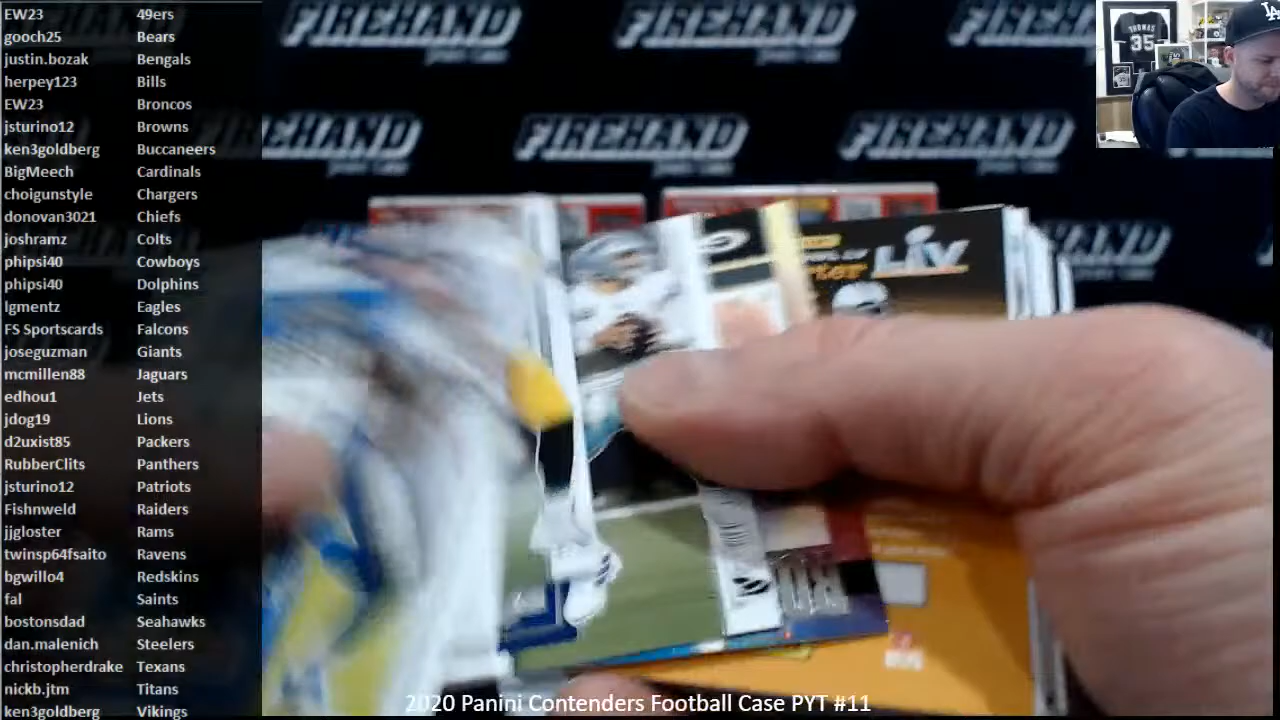 EW23 49ers
gooch25 Bears
justin.bozak Bengals
herpey123 Bills
EW23 Broncos
jsturino12 Browns
ken3goldberg Buccaneers
BigMeech Cardinals
choigunstyle Chargers
donovan3021 Chiefs
joshramz Colts
phipsi40 Cowboys
phipsi40 Dolphins
lgmentz Eagles
FS Sportscards Falcons
joseguzman Giants
mcmillen88 Jaguars
edhou1 Jets
jdog19 Lions
d2uxist85 Packers
RubberClits Panthers
jsturino12 Patriots
Fishnweld Raiders
jjgloster Rams
twinsp64fsaito Ravens
bgwillo4 Redskins
fal Saints
bostonsdad Seahawks
dan.malenich Steelers
christopherdrake Texans
nickb.jtm Titans
ken3goldberg Vikings
FIREHAND
FIREHAND
FIREHAND
FIREHAND
THOMAS
35
LA
LIV
2020 Panini Contenders Football Case PYT #11